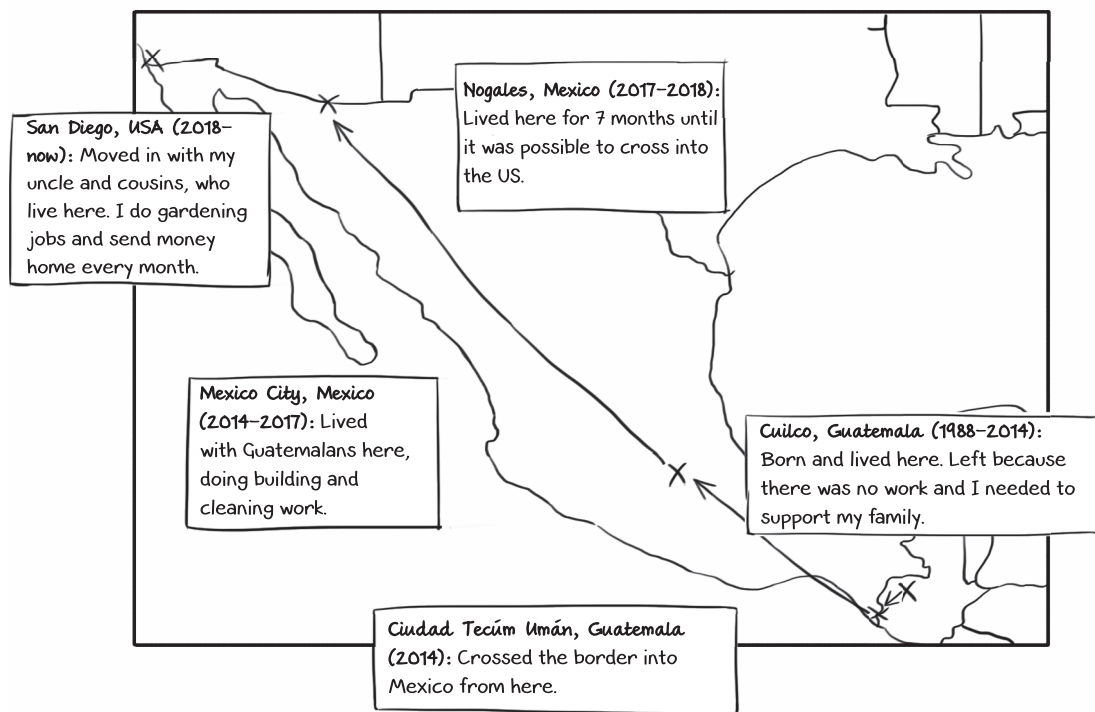 Nogales, Mexico (2017–2018):
Lived here for 7 months until
it was possible to cross into
the US.
San Diego, USA (2018–
now): Moved in with my
uncle and cousins, who
live here. I do gardening
jobs and send money
home every month.
Mexico City, Mexico
(2014–2017): Lived
with Guatemalans here,
doing building and
cleaning work.
Cuilco, Guatemala (1988–2014):
Born and lived here. Left because
there was no work and I needed to
support my family.
Ciudad Tecúm Umán, Guatemala
(2014): Crossed the border into
Mexico from here.